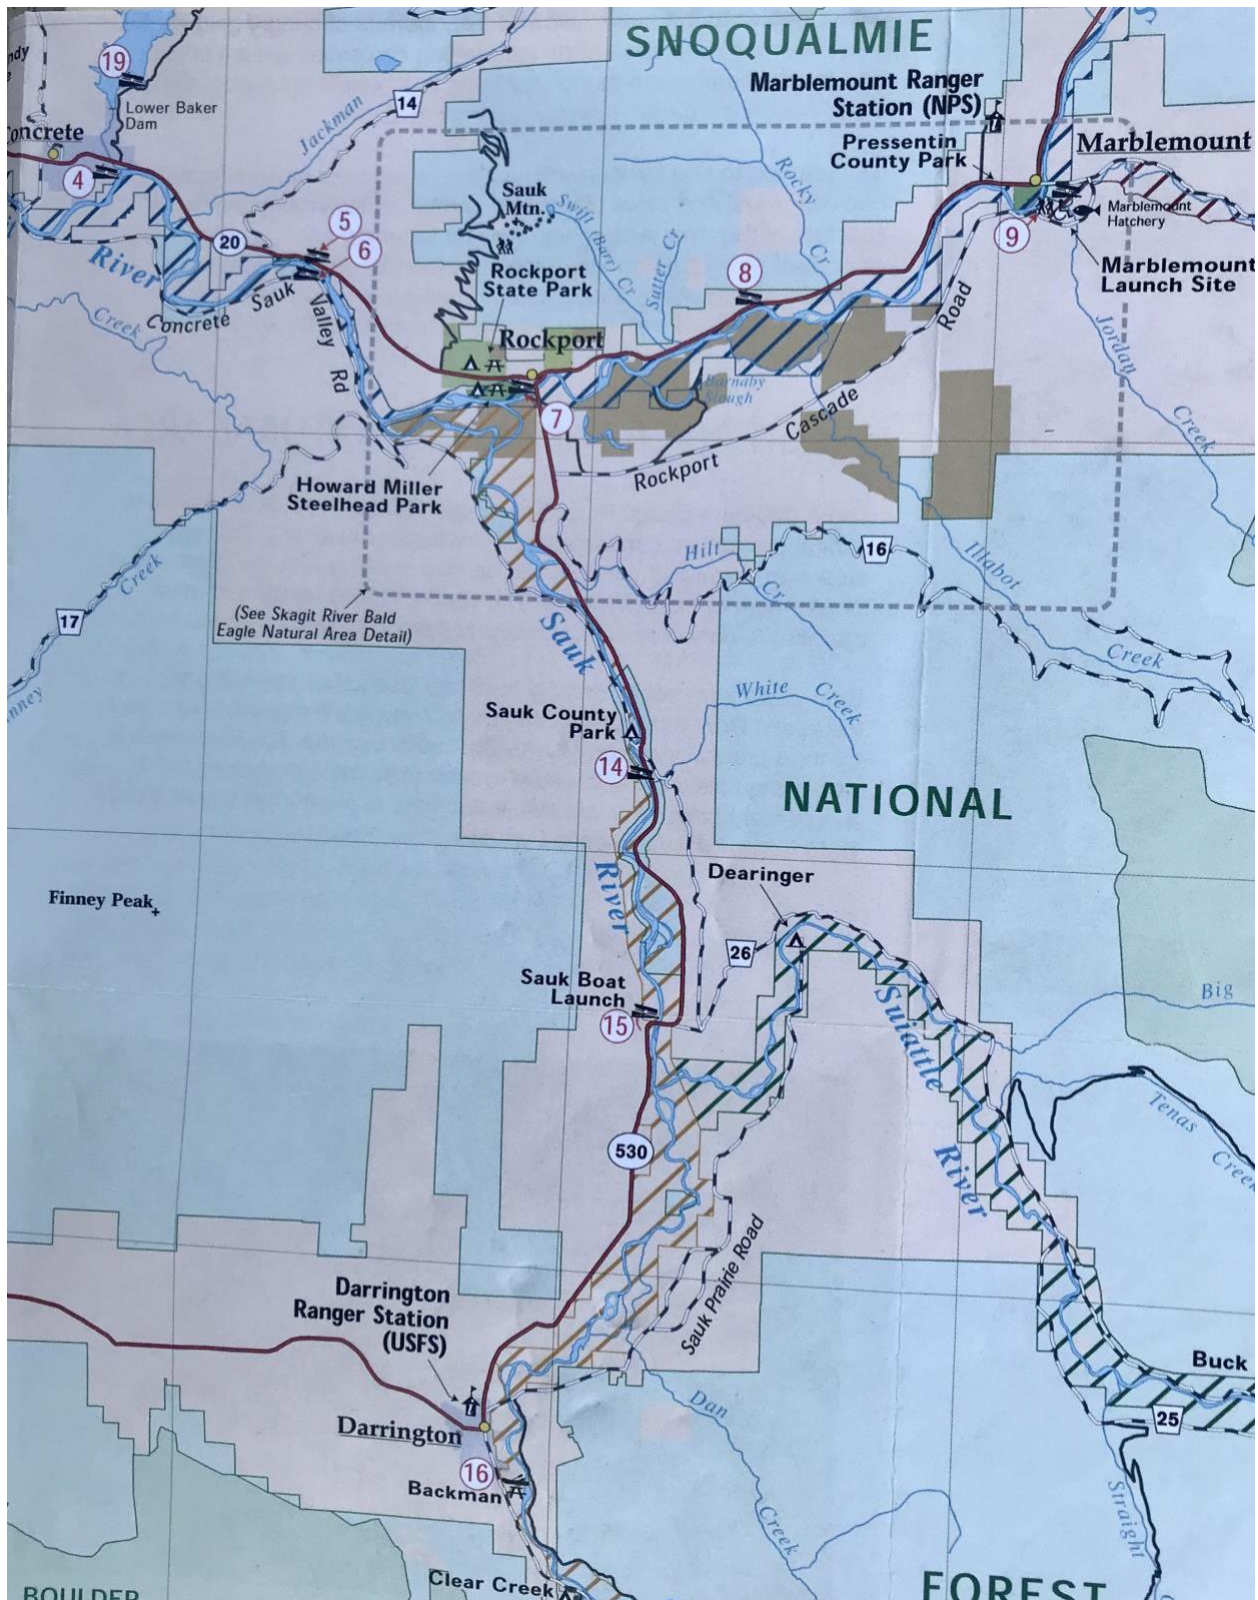 SNOQUALMIE
19
Lower Baker
Dam
Jackman
14
Marblemount Ranger
Station (NPS)
Pressentin
County Park
Marblemount
4
Rocky
Cr
Sauk
Mtn.
Swift (Barr) Cr
Sutter Cr
Marblemount
Hatchery
9
5
6
20
River
8
Marblemount
Launch Site
Rockport
State Park
Sauk
Concrete
Valley
Rd
Creek
Road
Jordan
Creek
Rockport
Barnaby
Slough
7
Cascade
Rockport
Howard Miller
Steelhead Park
Hilt
Cr
16
Illabot
Creek
Creek
17
(See Skagit River Bald
Eagle Natural Area Detail)
Sauk
White Creek
Sauk County
Park
14
NATIONAL
River
Dearinger
Finney Peak
26
Sauk Boat
Launch
15
Suiattle
River
Big
Tenas
530
Sauk Prairie Road
Darrington
Ranger Station
(USFS)
Buck
25
Dan
Creek
Darrington
16
Backman
Straight
Clear Creek
FOREST
BOULDER